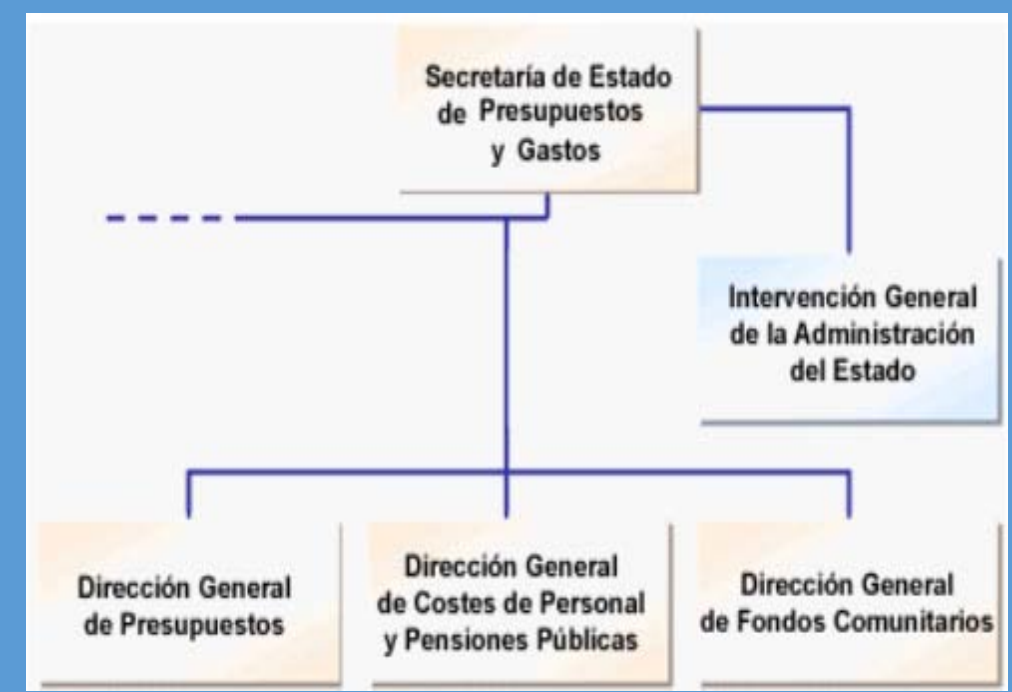 Secretaría de Estado
de Presupuestos
y Gastos
Intervención General
de la Administración
del Estado
Dirección General
de Presupuestos
Dirección General
de Costes de Personal
y Pensiones Públicas
Dirección General
de Fondos Comunitarios